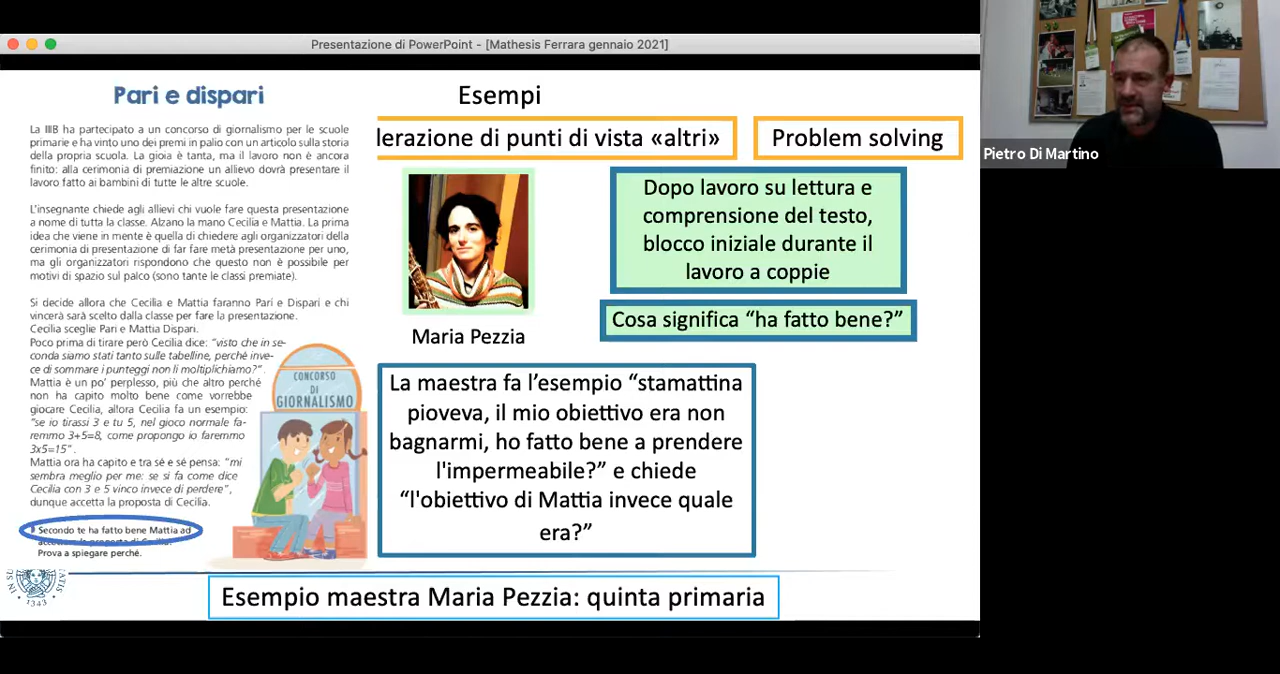 Presentazione di PowerPoint - [Mathesis Ferrara gennaio 2021]
Pari e dispari
La IIIB ha partecipato a un concorso di giornalismo per le scuole
primarie e ha vinto uno dei premi in palio con un articolo sulla storia
della propria scuola. La gioia è tanta, ma il lavoro non è ancora
finito: alla cerimonia di premiazione un allievo dovrà presentare il
lavoro fatto ai bambini di tutte le altre scuole.
L'insegnante chiede agli allievi chi vuole fare questa presentazione
a nome di tutta la classe. Alzano la mano Cecilia e Mattia. La prima
idea che viene in mente è quella di chiedere agli organizzatori della
cerimonia di presentazione di far fare metà presentazione per uno,
ma gli organizzatori rispondono che questo non è possibile per
motivi di spazio sul palco (sono tante le classi premiate).
Si decide allora che Cecilia e Mattia faranno Pari e Dispari e chi
vincerà sarà scelto dalla classe per fare la presentazione.
Cecilia sceglie Pari e Mattia Dispari.
Poco prima di tirare però Cecilia dice: "visto che in se-
conda siamo stati tanto sulle tabelline, perché inve-
ce di sommare i punteggi non li moltiplichiamo?".
Mattia è un po' perplesso, più che altro perché
non ha capito molto bene come vorrebbe
giocare Cecilia, allora Cecilia fa un esempio:
"se io tirassi 3 e tu 5, nel gioco normale fa-
remmo 3+5=8, come propongo io faremmo
3x5=15".
Mattia ora ha capito e tra sé e sé pensa: "mi
sembra meglio per me: se si fa come dice
Cecilia con 3 e 5 vinco invece di perdere",
dunque accetta la proposta di Cecilia.
Secondo te ha fatto bene Mattia ad
Prova a spiegare perché.
CONCORSO
DI
GIORNALISMO
1343
Esempi
lerazione di punti di vista «altri»
Problem solving
Maria Pezzia
Dopo lavoro su lettura e
comprensione del testo,
blocco iniziale durante il
lavoro a coppie
Cosa significa "ha fatto bene?"
La maestra fa l'esempio "stamattina
pioveva, il mio obiettivo era non
bagnarmi, ho fatto bene a prendere
l'impermeabile?" e chiede
"l'obiettivo di Mattia invece quale
era?"
Esempio maestra Maria Pezzia: quinta primaria
Pietro Di Martino